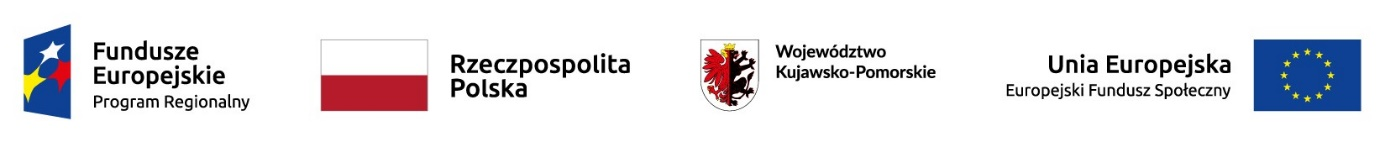 Fundusze
Europejskie
Program Regionalny
Rzeczpospolita
Polska
Województwo
Kujawsko-Pomorskie
Unia Europejska
Europejski Fundusz Społeczny